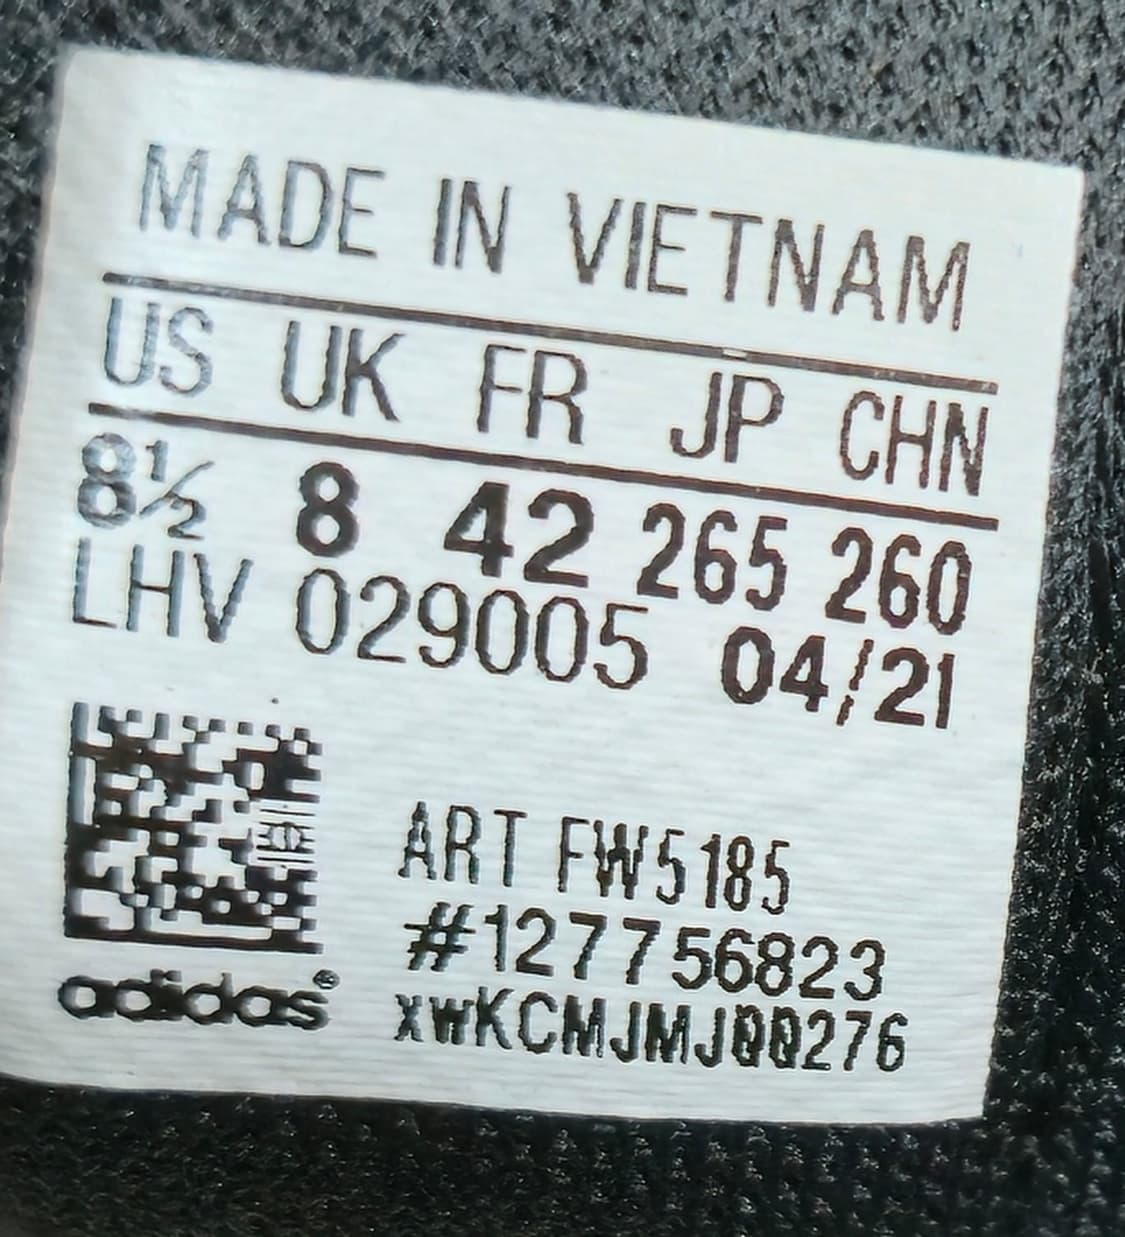 MADE IN VIETNAM
US UK FR JP CHN
8½ 8 42 265 260
LHV 029005 04/21
ART FW5185
#127756823
adidas®
xwKCMJMJ00276